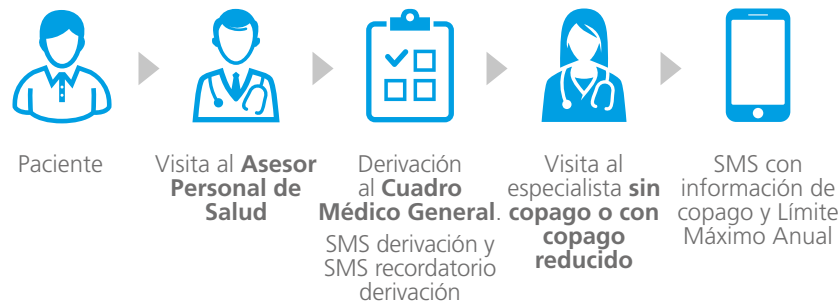 Paciente
Visita al Asesor
Personal de
Salud
Derivación
al Cuadro
Médico General.
SMS derivación y
SMS recordatorio
derivación
Visita al
especialista sin
copago o con
copago
reducido
SMS con
información de
copago y Límite
Máximo Anual